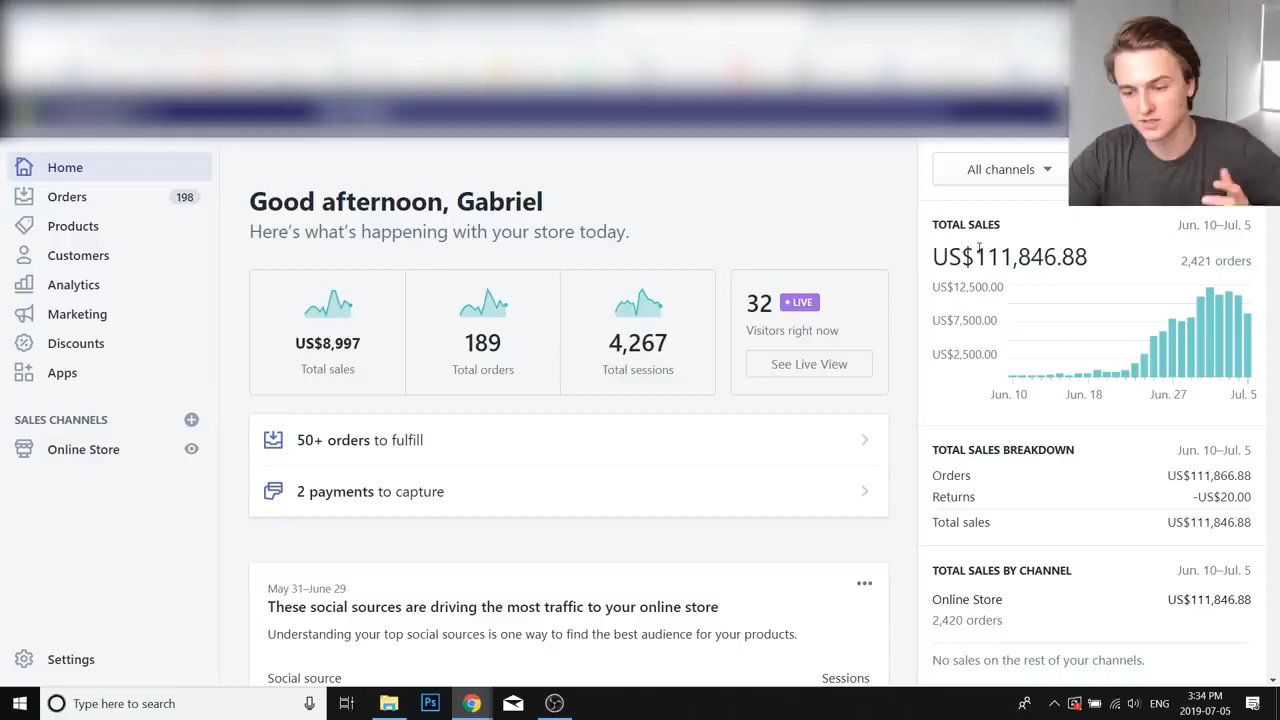 Home
Orders 198
Products
Customers
Analytics
Marketing
Discounts
Apps
SALES CHANNELS
Online Store
Settings
Good afternoon, Gabriel
Here's what's happening with your store today.
US$8,997
Total sales
189
Total orders
4,267
Total sessions
32 LIVE
Visitors right now
See Live View
50+ orders to fulfill
2 payments to capture
May 31–June 29
These social sources are driving the most traffic to your online store
Understanding your top social sources is one way to find the best audience for your products.
Social source Sessions
All channels
TOTAL SALES Jun. 10–Jul. 5
US$111,846.88 2,421 orders
US$12,500.00
US$7,500.00
US$2,500.00
Jun. 10 Jun. 18 Jun. 27 Jul. 5
TOTAL SALES BREAKDOWN Jun. 10–Jul. 5
Orders US$111,866.88
Returns -US$20.00
Total sales US$111,846.88
TOTAL SALES BY CHANNEL Jun. 10–Jul. 5
Online Store US$111,846.88
2,420 orders
No sales on the rest of your channels.
Type here to search
Ps
ENG
3:34 PM
2019-07-05